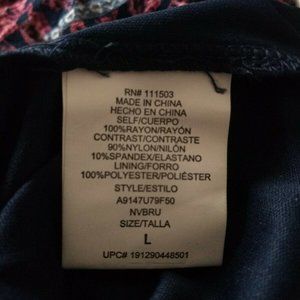 RN# 111503
MADE IN CHINA
HECHO EN CHINA
SELF/CUERPO
100%RAYON/RAYÓN
CONTRAST/CONTRASTE
90%NYLON/NILÓN
10%SPANDEX/ELASTANO
LINING/FORRO
100%POLYESTER/POLIÉSTER
STYLE/ESTILO
A9147U79F50
NVBRU
SIZE/TALLA
L
UPC# 191290448501